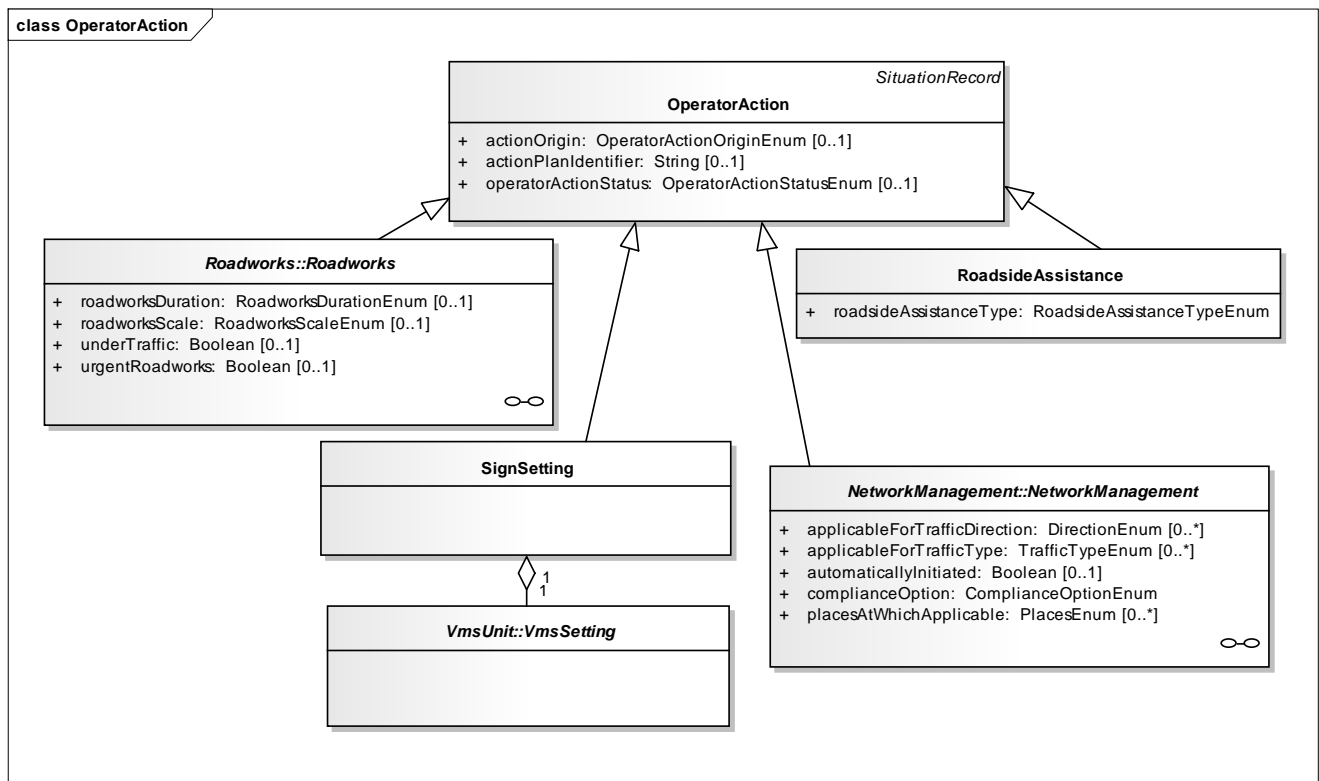 class OperatorAction
SituationRecord
OperatorAction
+ actionOrigin: OperatorActionOriginEnum [0..1]
+ actionPlanIdentifier: String [0..1]
+ operatorActionStatus: OperatorActionStatusEnum [0..1]
Roadworks::Roadworks
+ roadworksDuration: RoadworksDurationEnum [0..1]
+ roadworksScale: RoadworksScaleEnum [0..1]
+ underTraffic: Boolean [0..1]
+ urgentRoadworks: Boolean [0..1]
RoadsideAssistance
+ roadsideAssistanceType: RoadsideAssistanceTypeEnum
SignSetting
1
1
VmsUnit::VmsSetting
NetworkManagement::NetworkManagement
+ applicableForTrafficDirection: DirectionEnum [0..*]
+ applicableForTrafficType: TrafficTypeEnum [0..*]
+ automaticallyInitiated: Boolean [0..1]
+ complianceOption: ComplianceOptionEnum
+ placesAtWhichApplicable: PlacesEnum [0..*]